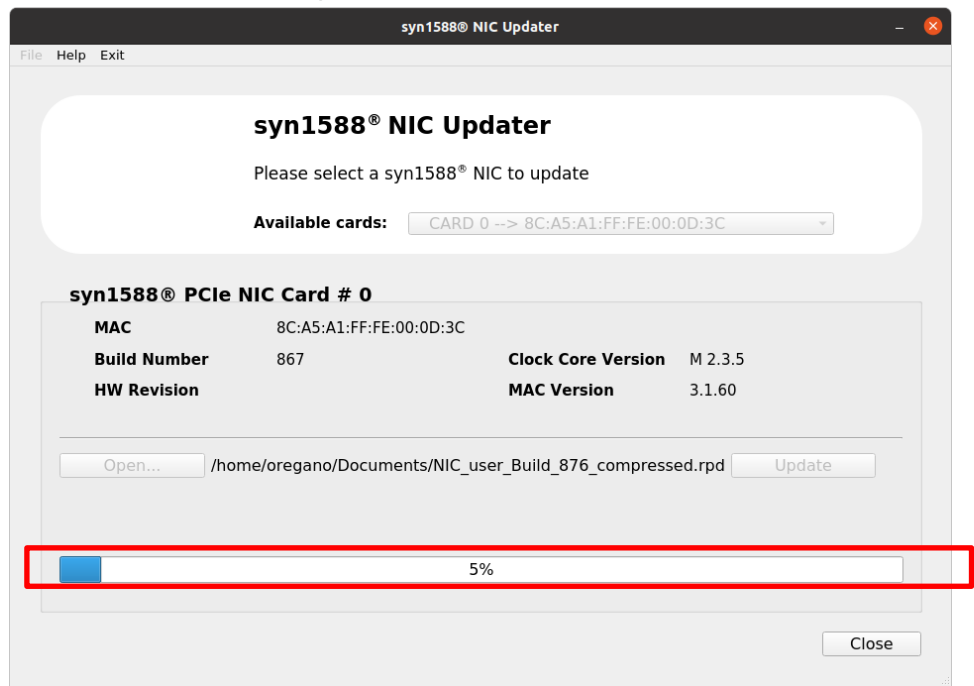 syn1588® NIC Updater
File Help Exit
syn1588® NIC Updater
Please select a syn1588® NIC to update
Available cards: CARD 0 --> 8C:A5:A1:FF:FE:00:0D:3C
syn1588® PCIe NIC Card # 0
MAC 8C:A5:A1:FF:FE:00:0D:3C
Build Number 867 Clock Core Version M 2.3.5
HW Revision MAC Version 3.1.60
Open... /home/oregano/Documents/NIC_user_Build_876_compressed.rpd Update
5%
Close